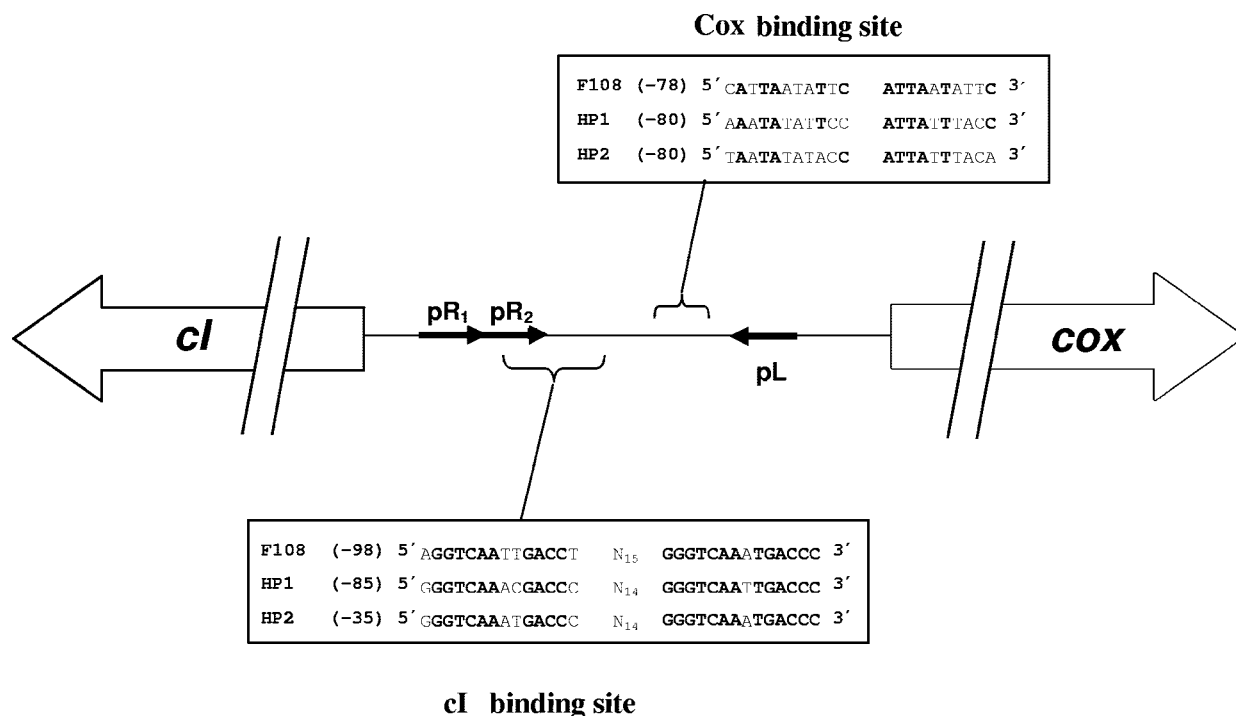 Cox binding site
F108 (-78) 5´CATTAATATTC ATTAATATTC 3´
HP1 (-80) 5´AAATATATTCC ATTATTTACC 3´
HP2 (-80) 5´TAATATATACC ATTATTTACA 3´
cI pR1 pR2 pL cox
F108 (-98) 5´AGGTCAATTGACCT N15 GGGTCAAATGACCC 3´
HP1 (-85) 5´GGGTCAAACGACCC N14 GGGTCAATTGACCC 3´
HP2 (-35) 5´GGGTCAAATGACCC N14 GGGTCAAATGACCC 3´
cI binding site